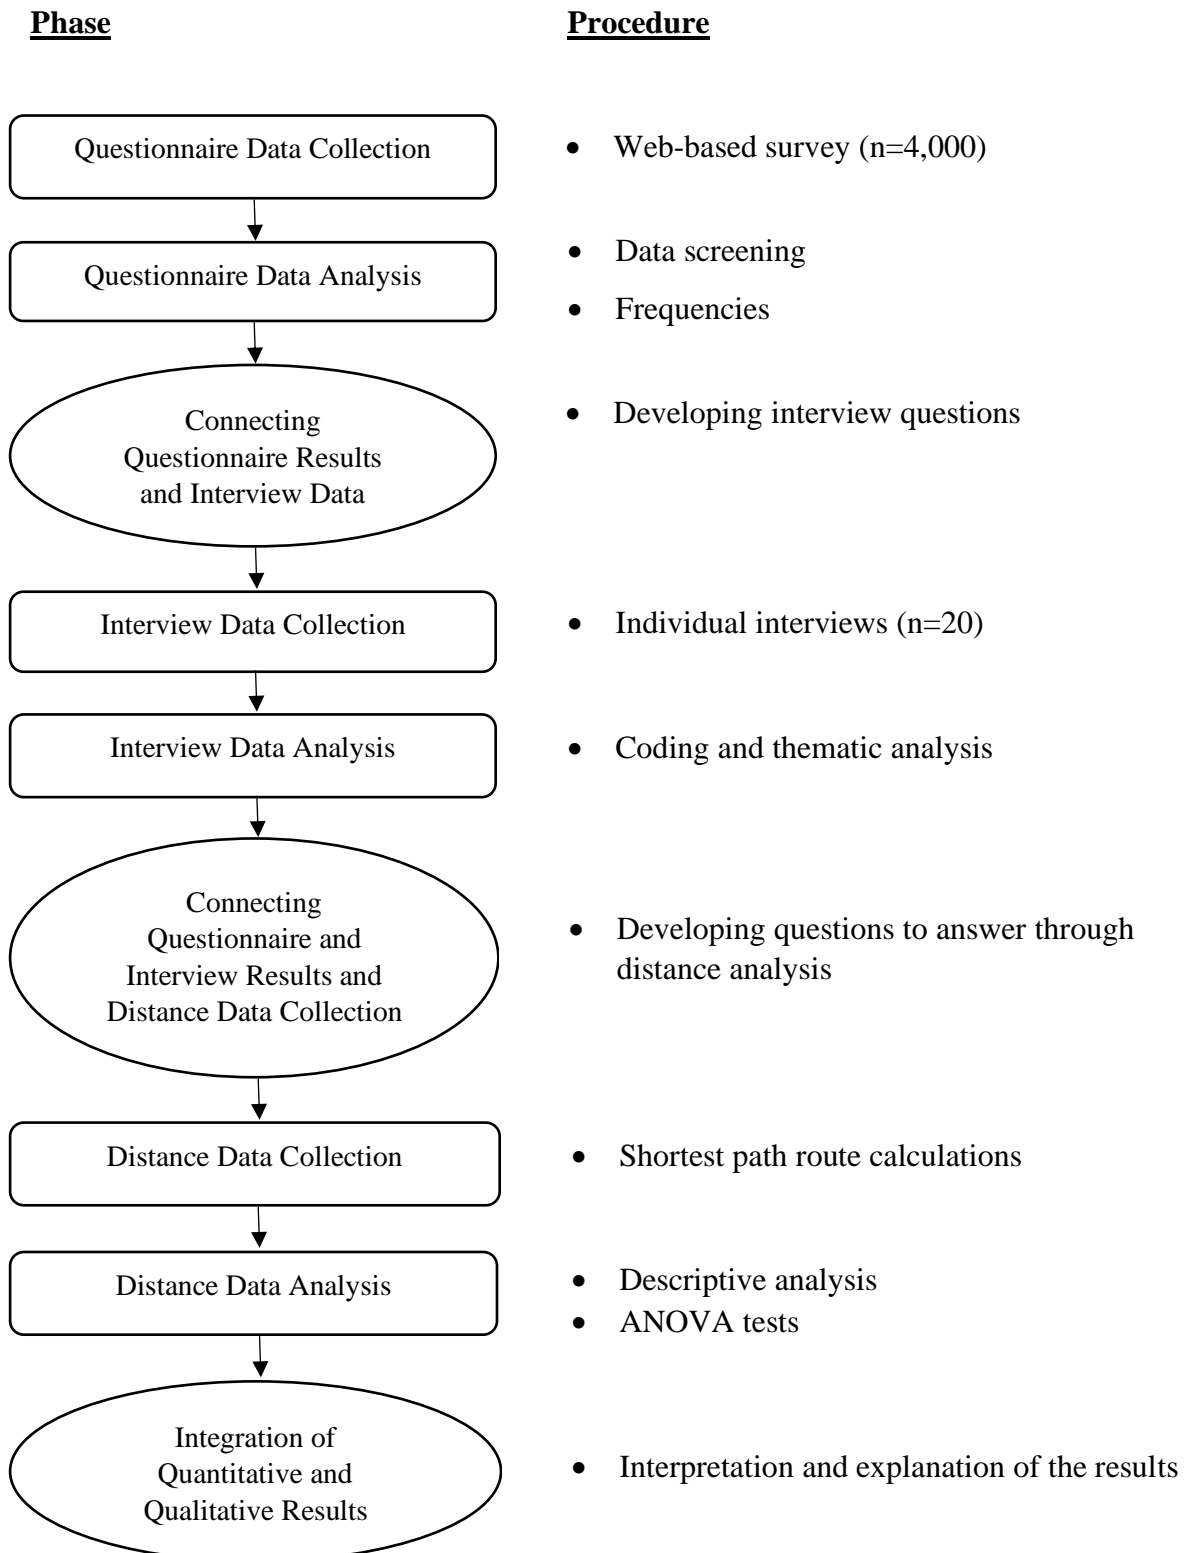 Phase Procedure
Questionnaire Data Collection
• Web-based survey (n=4,000)
Questionnaire Data Analysis
• Data screening
• Frequencies
Connecting
Questionnaire Results
and Interview Data
• Developing interview questions
Interview Data Collection
• Individual interviews (n=20)
Interview Data Analysis
• Coding and thematic analysis
Connecting
Questionnaire and
Interview Results and
Distance Data Collection
• Developing questions to answer through
distance analysis
Distance Data Collection
• Shortest path route calculations
Distance Data Analysis
• Descriptive analysis
• ANOVA tests
Integration of
Quantitative and
Qualitative Results
• Interpretation and explanation of the results